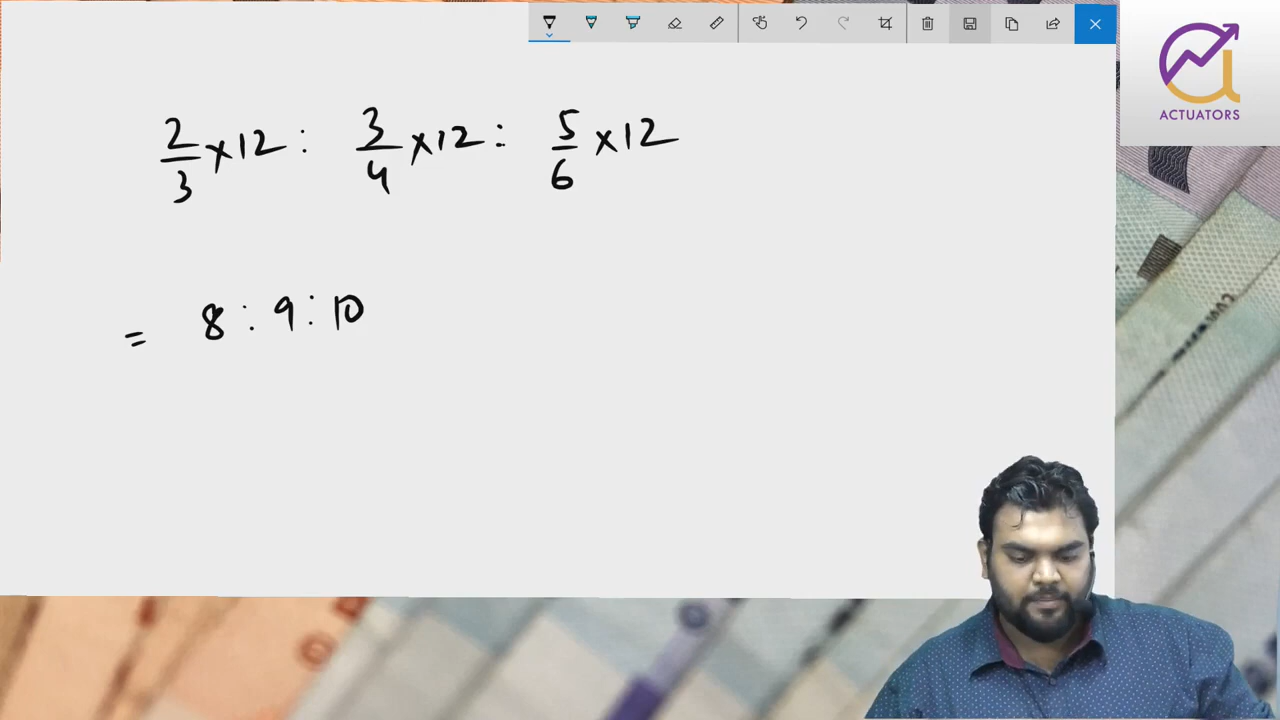 ACTUATORS
2/3 ×12 : 3/4 ×12 : 5/6 ×12
= 8 : 9 : 10